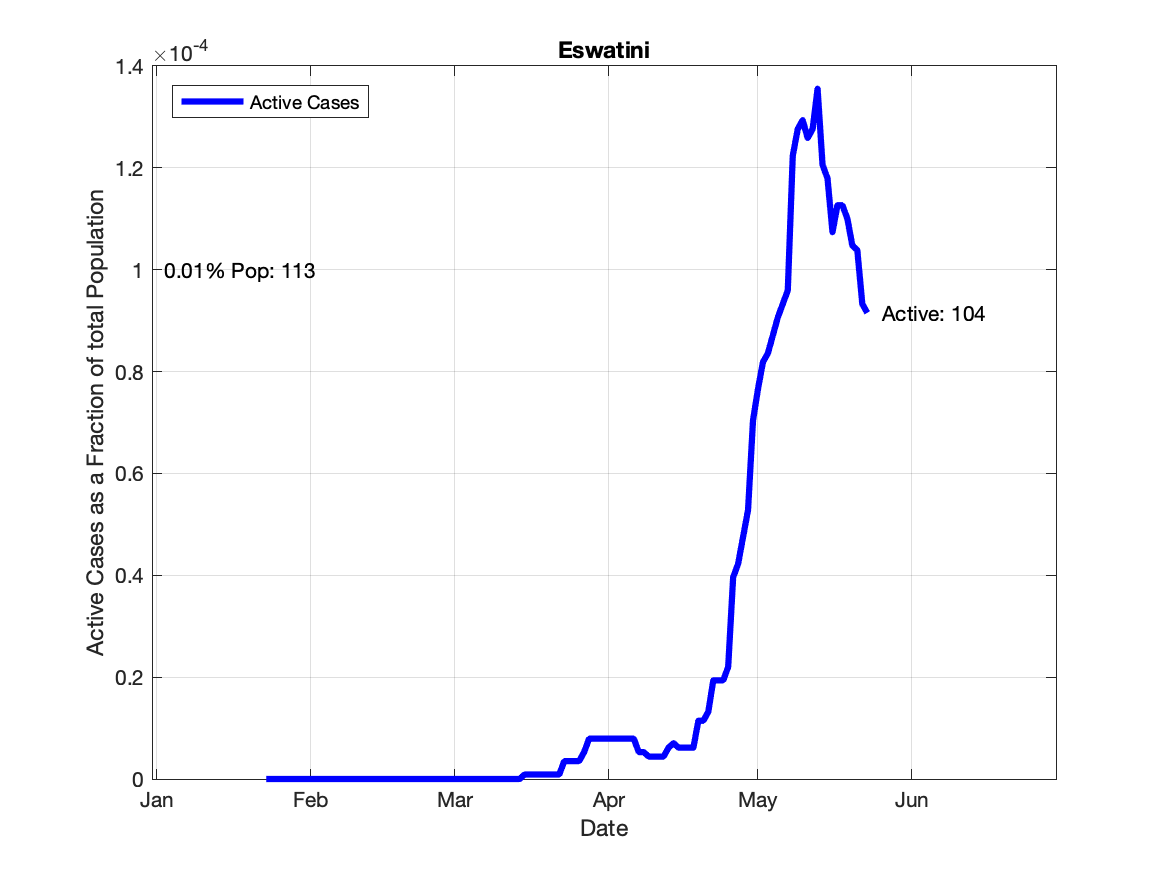 Eswatini
×10^-4
Active Cases
1.4
1.2
1
0.8
0.6
0.4
0.2
0
0.01% Pop: 113
Active: 104
Active Cases as a Fraction of total Population
Jan Feb Mar Apr May Jun
Date